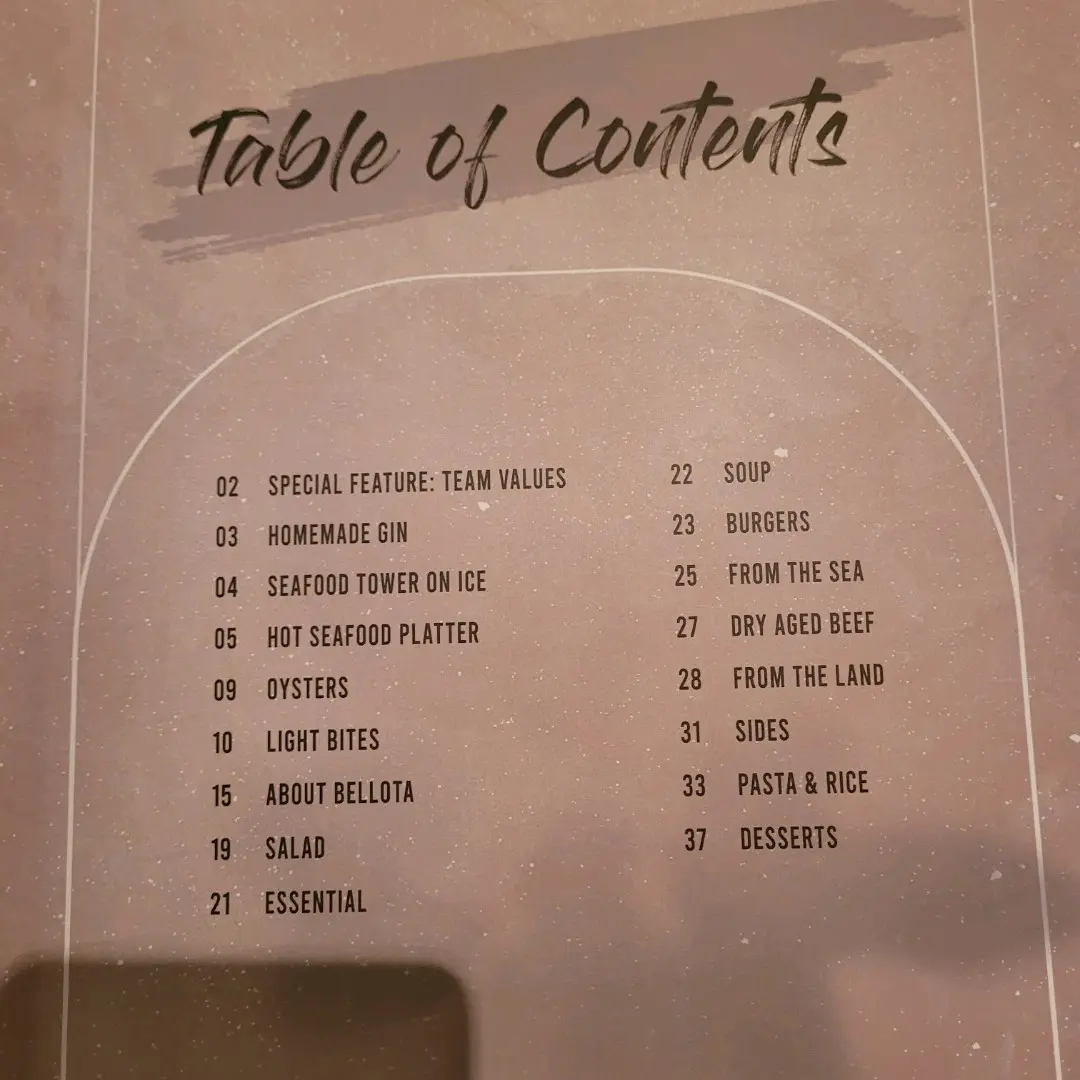 Table of Contents
02 SPECIAL FEATURE: TEAM VALUES
03 HOMEMADE GIN
04 SEAFOOD TOWER ON ICE
05 HOT SEAFOOD PLATTER
09 OYSTERS
10 LIGHT BITES
15 ABOUT BELLOTA
19 SALAD
21 ESSENTIAL
22 SOUP
23 BURGERS
25 FROM THE SEA
27 DRY AGED BEEF
28 FROM THE LAND
31 SIDES
33 PASTA & RICE
37 DESSERTS